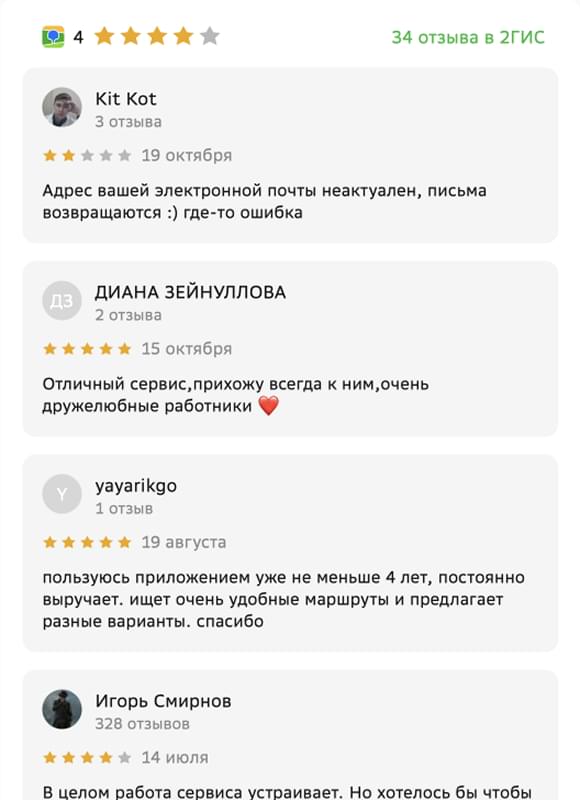 4
34 отзыва в 2ГИС
Kit Kot
3 отзыва
19 октября
Адрес вашей электронной почты неактуален, письма
возвращаются :) где-то ошибка
ДЗ
ДИАНА ЗЕЙНУЛЛОВА
2 отзыва
15 октября
Отличный сервис,прихожу всегда к ним,очень
дружелюбные работники ❤️
Y
yayarikgo
1 отзыв
19 августа
пользуюсь приложением уже не меньше 4 лет, постоянно
выручает. ищет очень удобные маршруты и предлагает
разные варианты. спасибо
Игорь Смирнов
328 отзывов
14 июля
В целом работа сервиса устраивает. Но хотелось бы чтобы